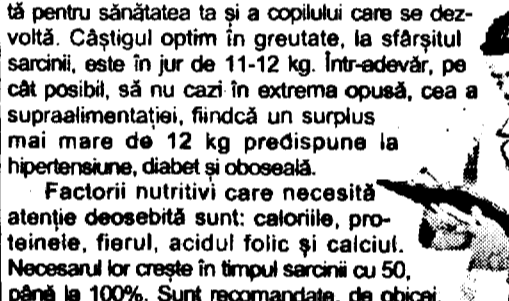 tă pentru sănătatea ta și a copilului care se dez-
voltă. Câștigul optim în greutate, la sfârșitul
sarcinii, este în jur de 11-12 kg. Într-adevăr, pe
cât posibil, să nu cazi în extrema opusă, cea a
supraalimentației, fiindcă un surplus
mai mare de 12 kg predispune la
hipertensiune, diabet și oboseală.
Factorii nutritivi care necesită
atenție deosebită sunt: caloriile, pro-
teinele, fierul, acidul folic și calciul.
Necesarul lor crește în timpul sarcinii cu 50,
până la 100%. Sunt recomandate, de obicei